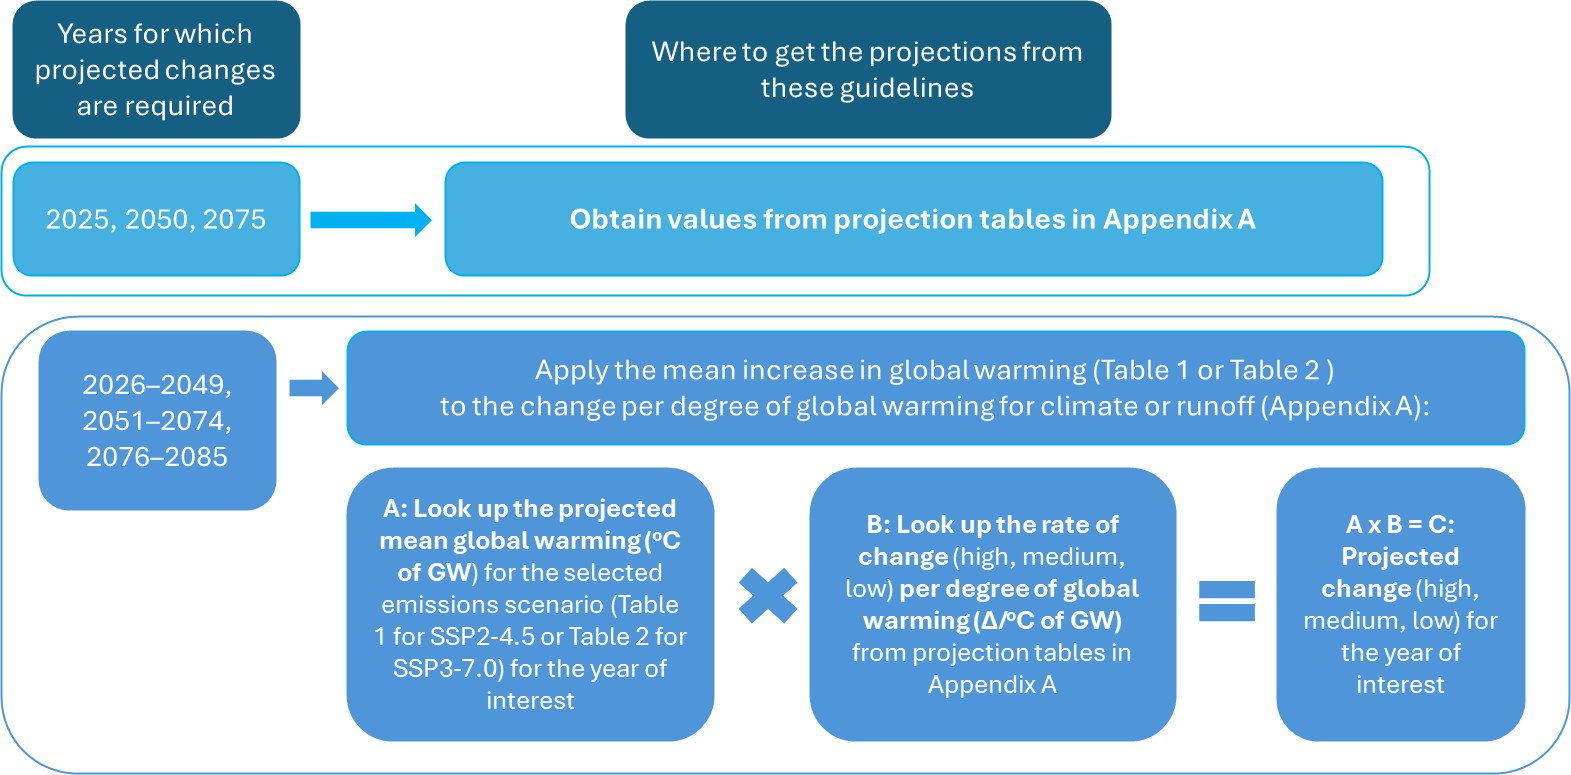 Years for which
projected changes
are required
Where to get the projections from
these guidelines
2025, 2050, 2075
Obtain values from projection tables in Appendix A
2026–2049,
2051–2074,
2076–2085
Apply the mean increase in global warming (Table 1 or Table 2 )
to the change per degree of global warming for climate or runoff (Appendix A):
A: Look up the projected
mean global warming (°C
of GW) for the selected
emissions scenario (Table
1 for SSP2-4.5 or Table 2 for
SSP3-7.0) for the year of
interest
B: Look up the rate of
change (high, medium,
low) per degree of global
warming (Δ/°C of GW)
from projection tables in
Appendix A
A x B = C:
Projected
change (high,
medium, low) for
the year of
interest